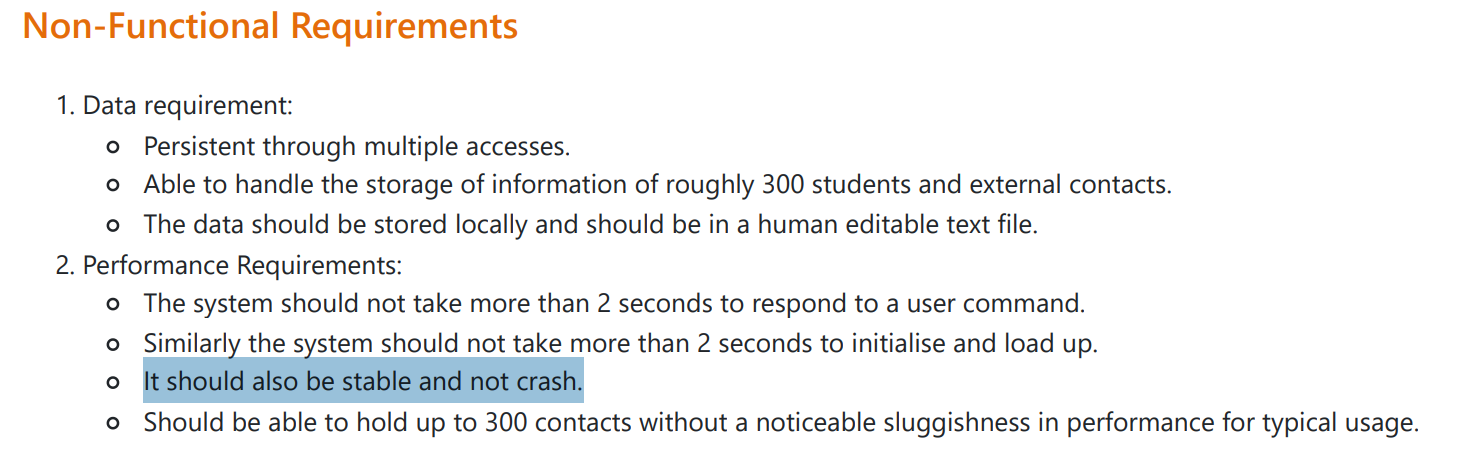 Non-Functional Requirements
1. Data requirement:
Persistent through multiple accesses.
Able to handle the storage of information of roughly 300 students and external contacts.
The data should be stored locally and should be in a human editable text file.
2. Performance Requirements:
The system should not take more than 2 seconds to respond to a user command.
Similarly the system should not take more than 2 seconds to initialise and load up.
It should also be stable and not crash.
Should be able to hold up to 300 contacts without a noticeable sluggishness in performance for typical usage.